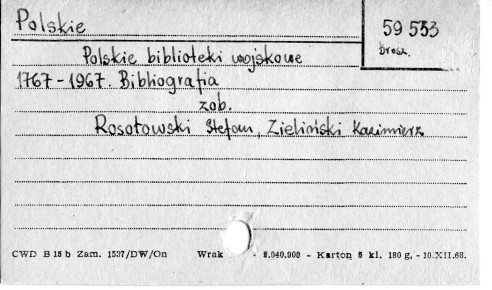 Polskie
59 553
brosz.
Polskie biblioteki wojskowe
1767-1967. Bibliografia
zob.
Rosołowski Stefan, Zieliński Kazimierz
CWD B 15 b Zam. 1537/DW/On Wrak - 8.040.000 - Karton 5 kl. 180 g. - 10.XII.68.